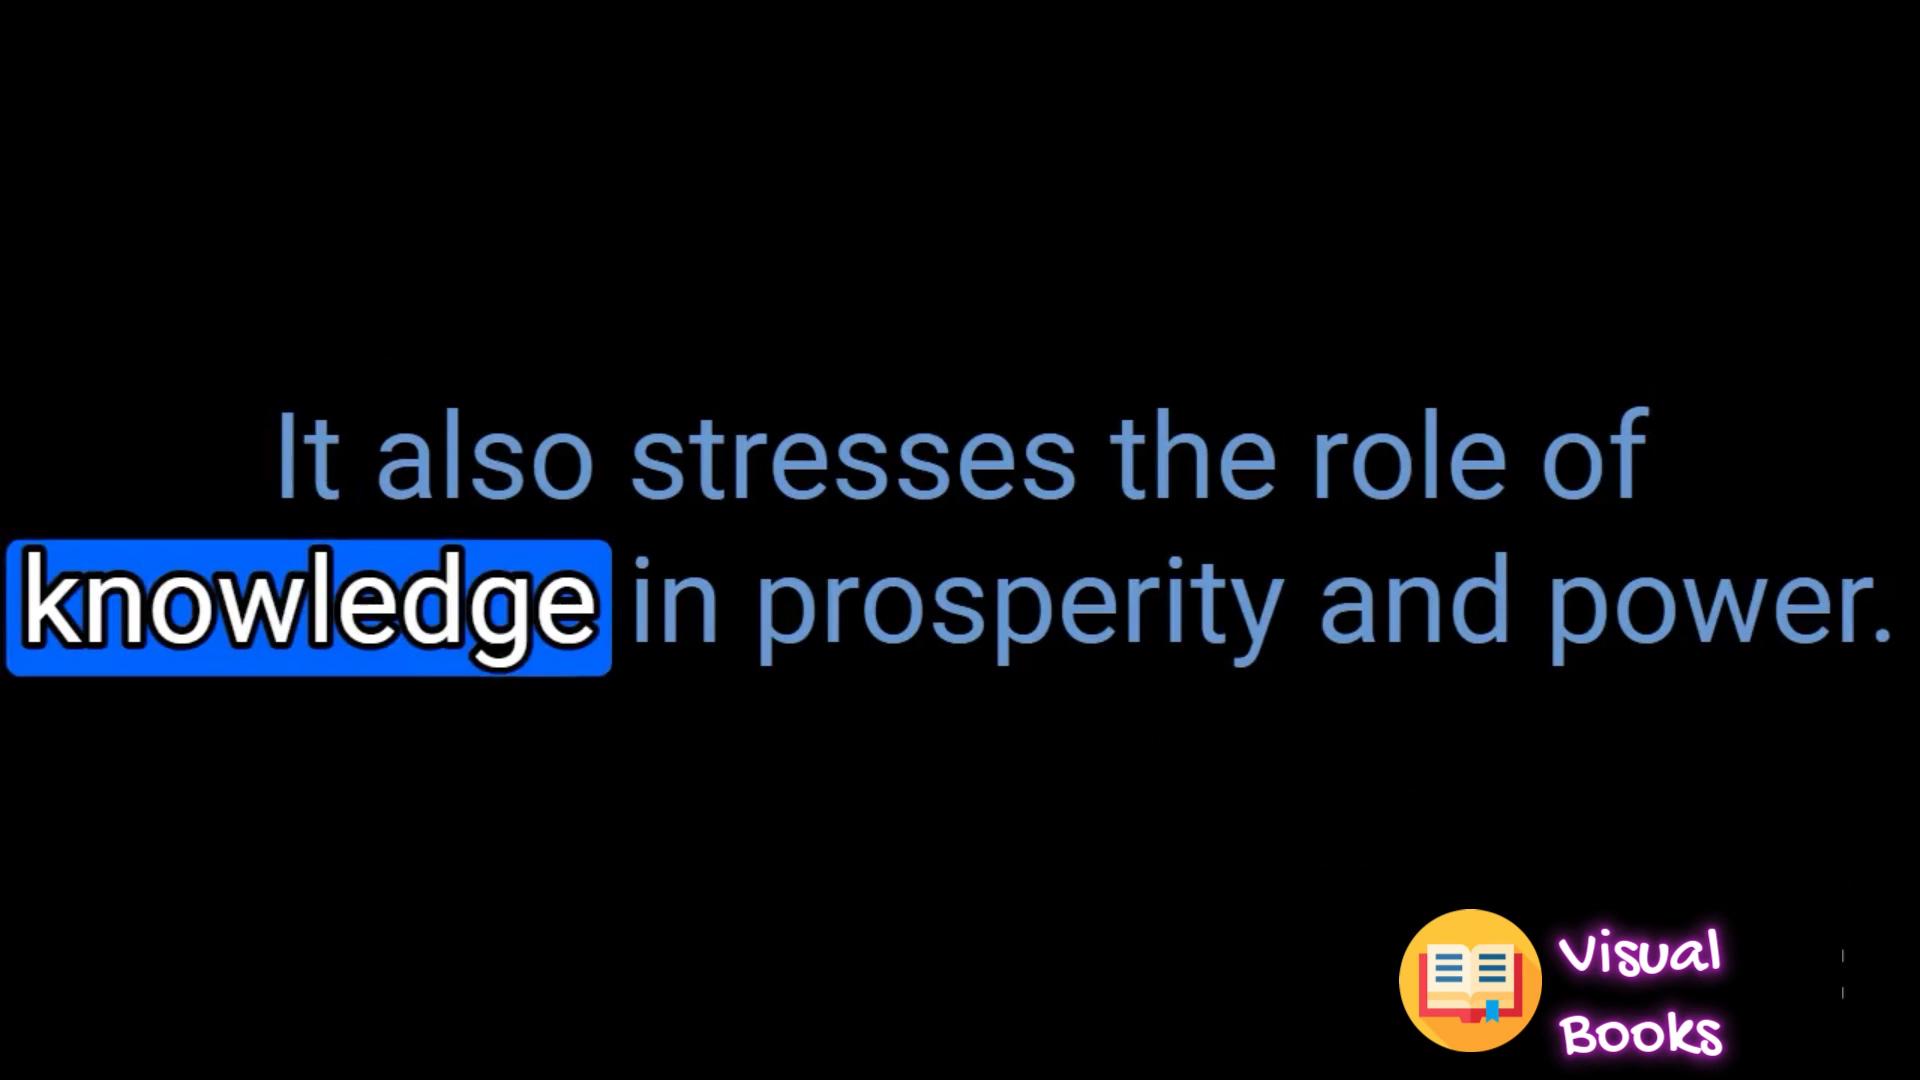 It also stresses the role of
knowledge in prosperity and power.
Visual
Books